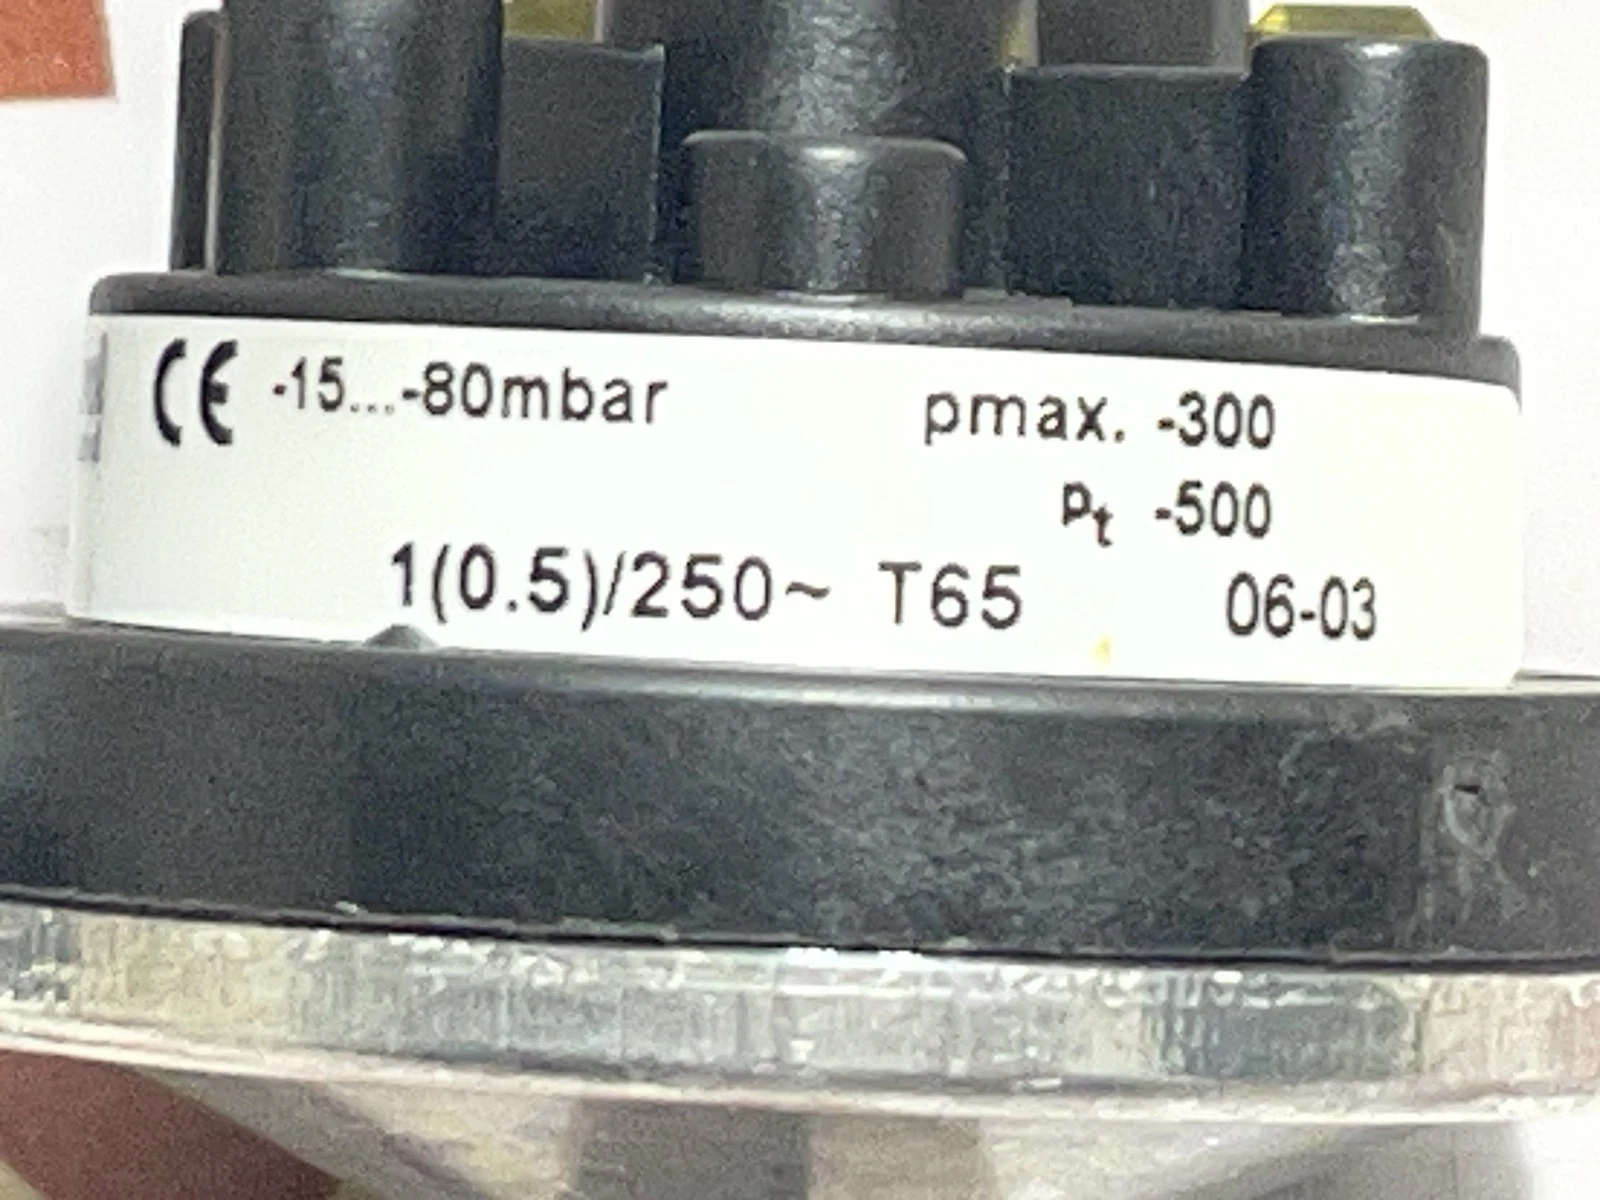 CE -15...-80mbar pmax. -300
pt -500
1(0.5)/250~ T65 06-03